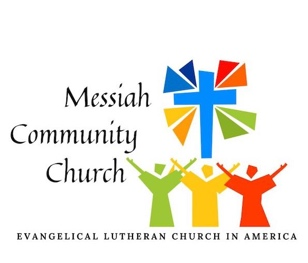 Messiah
Community
Church
EVANGELICAL LUTHERAN CHURCH IN AMERICA